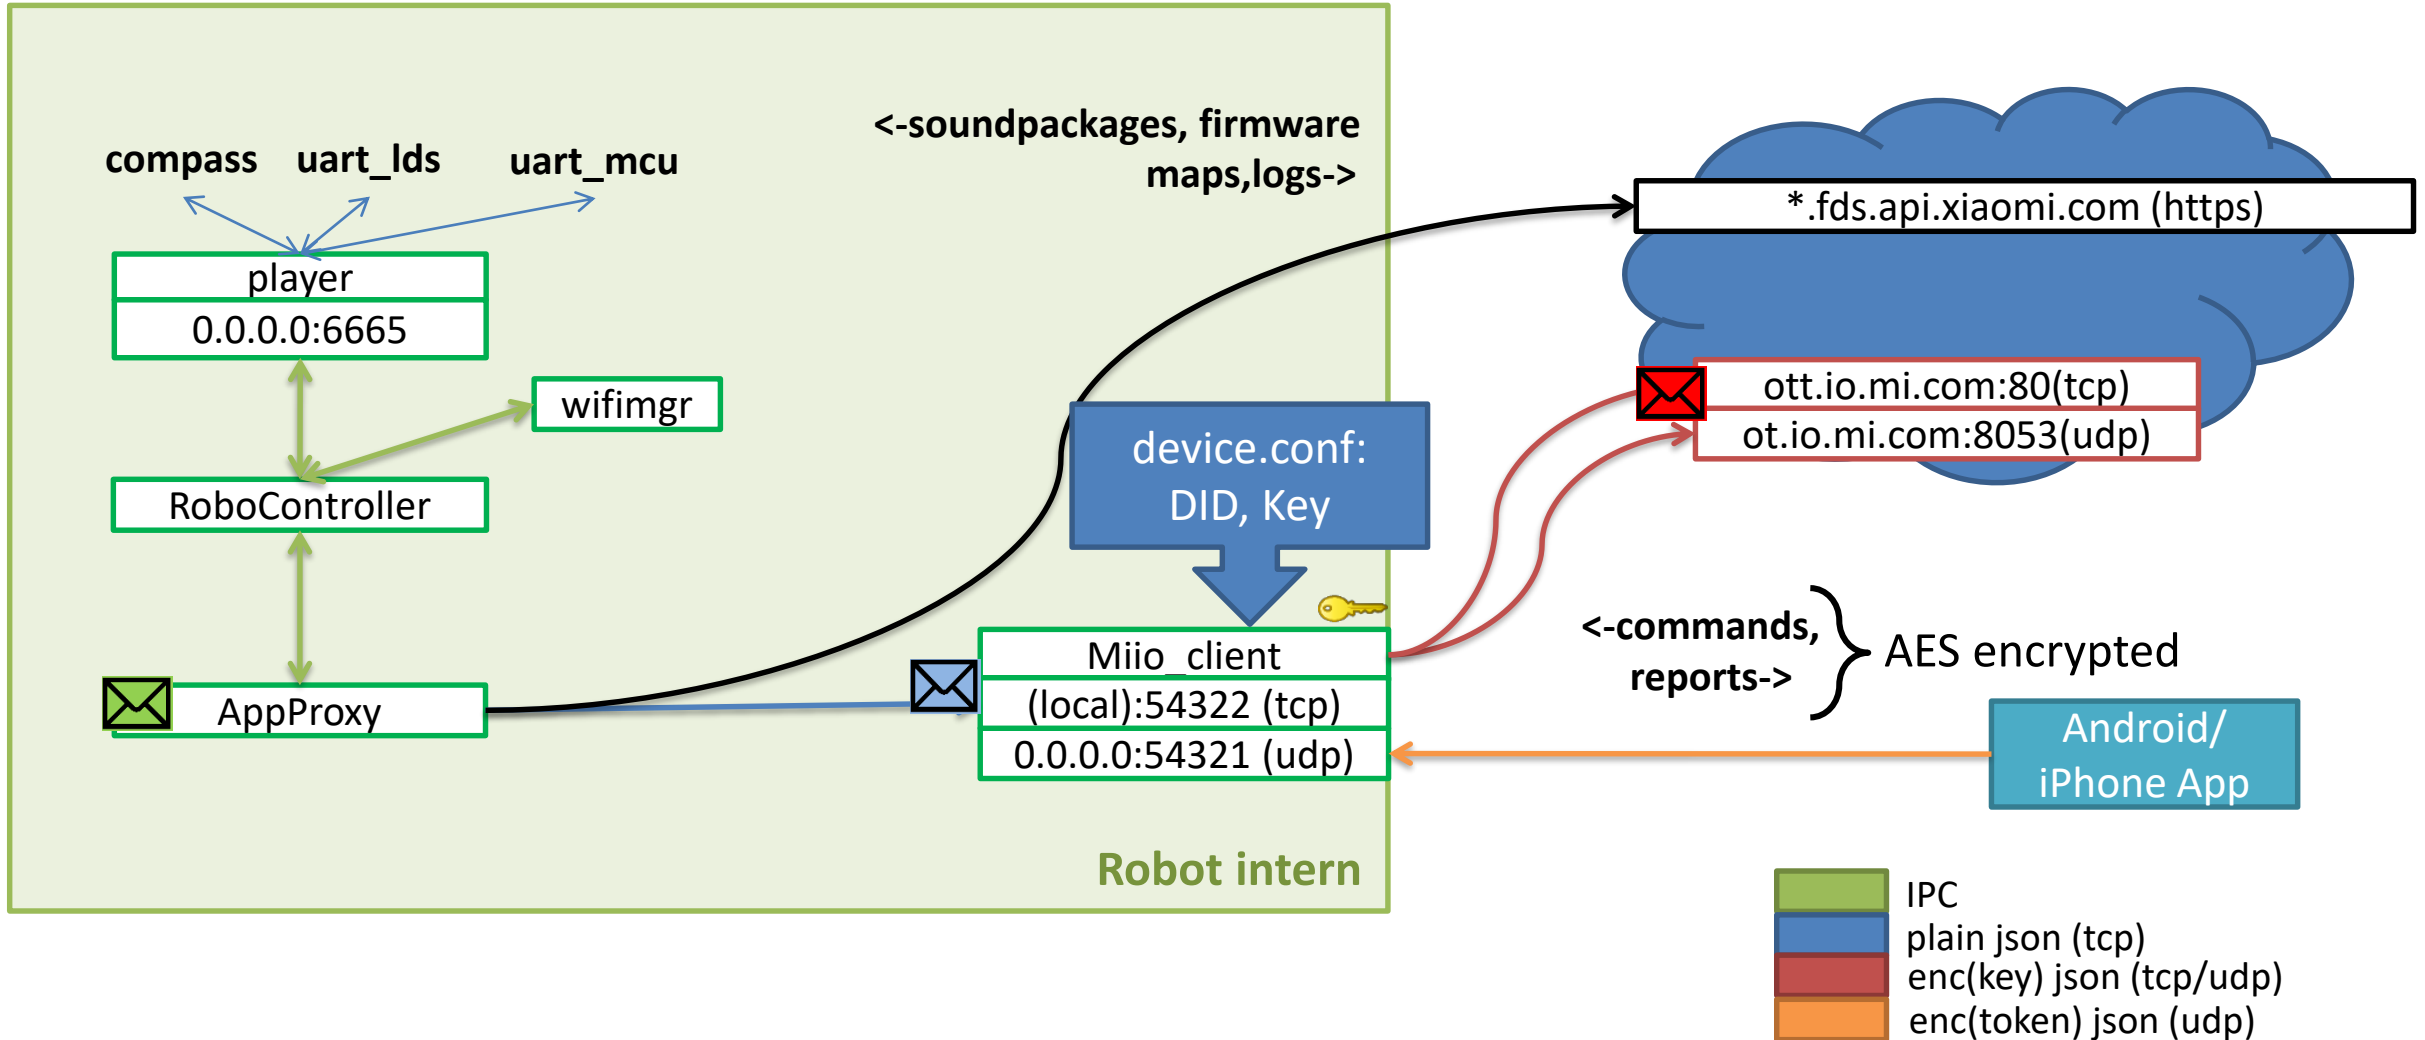 <-soundpackages, firmware
maps,logs->
compass
uart_lds
uart_mcu
player
0.0.0.0:6665
wifimgr
RoboController
AppProxy
device.conf:
DID, Key
Miio_client
(local):54322 (tcp)
0.0.0.0:54321 (udp)
Robot intern
*.fds.api.xiaomi.com (https)
ott.io.mi.com:80(tcp)
ot.io.mi.com:8053(udp)
<-commands,
reports->
AES encrypted
Android/
iPhone App
IPC
plain json (tcp)
enc(key) json (tcp/udp)
enc(token) json (udp)